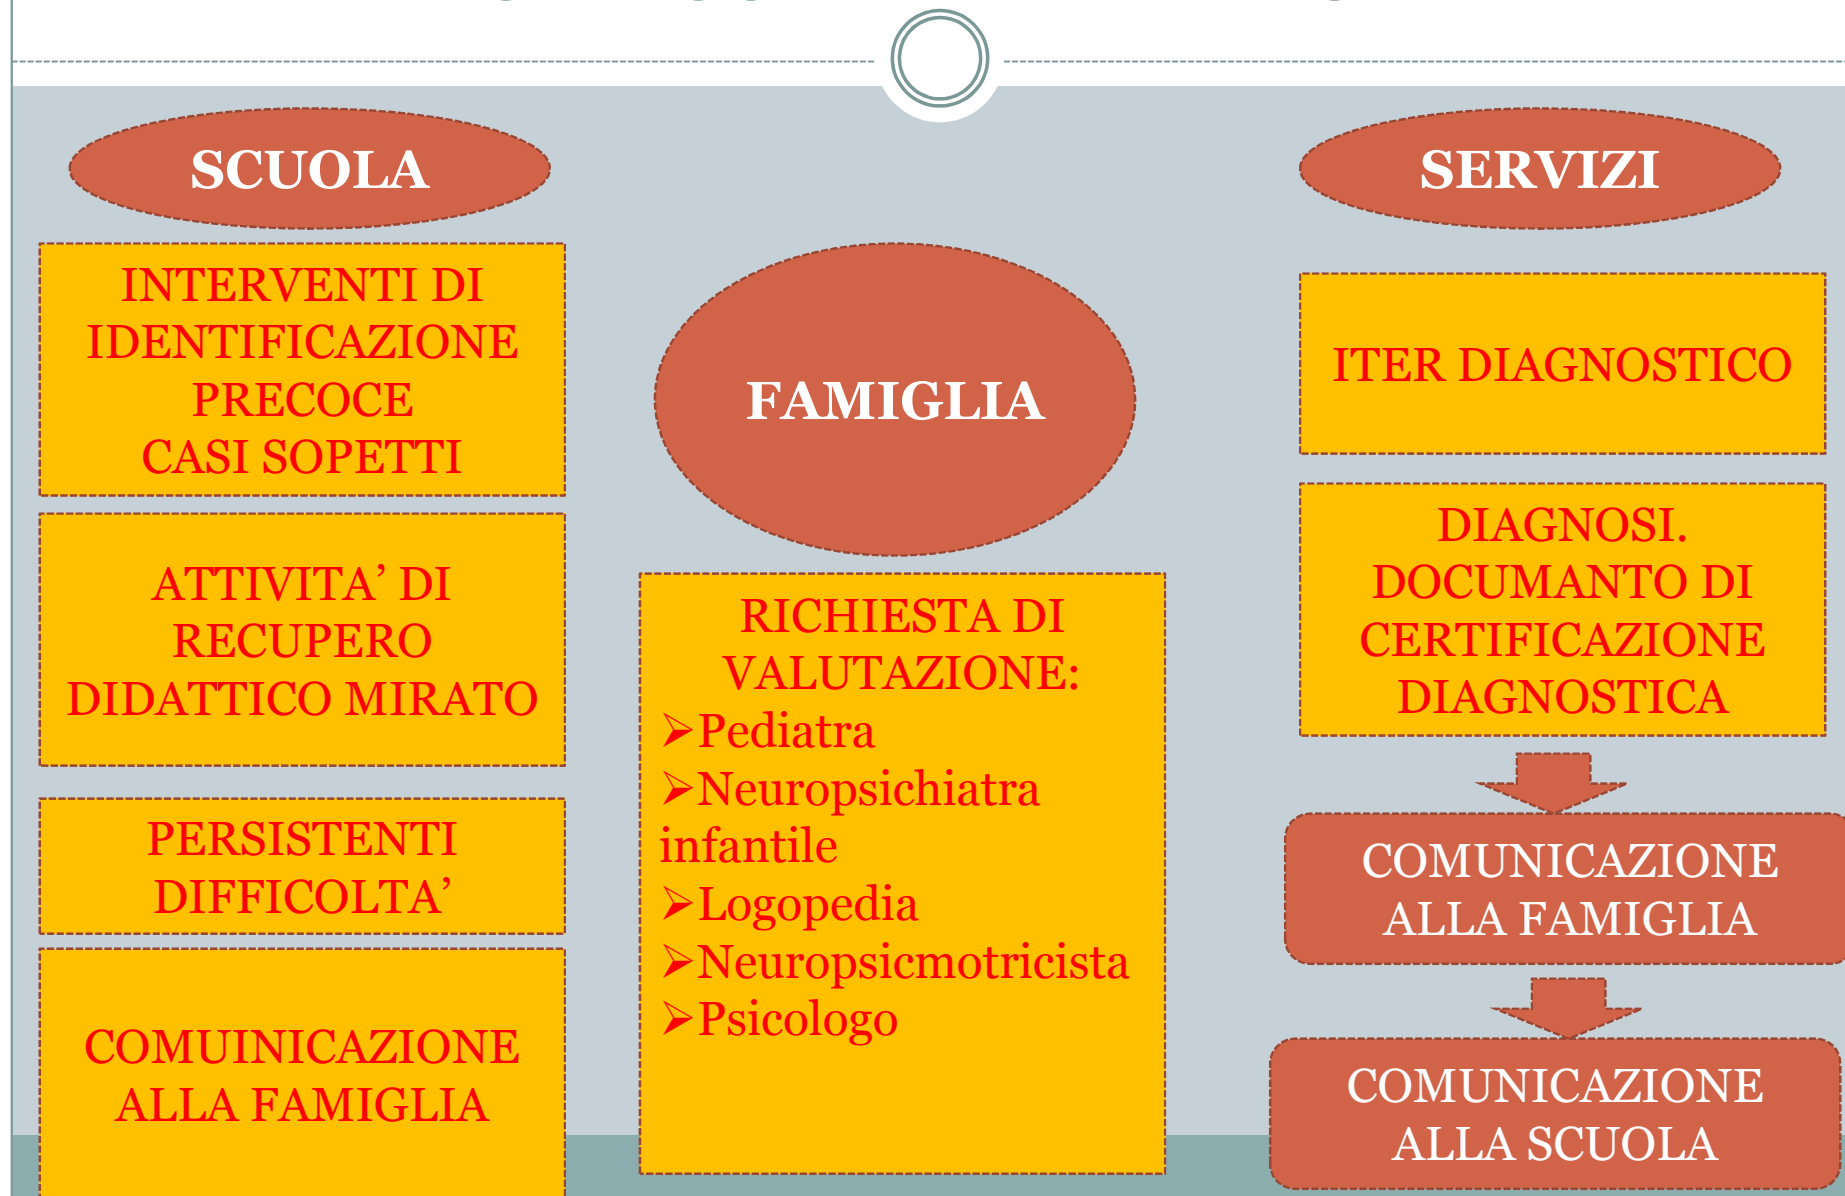 SCUOLA
INTERVENTI DI
IDENTIFICAZIONE
PRECOCE
CASI SOPETTI
ATTIVITA’ DI
RECUPERO
DIDATTICO MIRATO
PERSISTENTI
DIFFICOLTA’
COMUINICAZIONE
ALLA FAMIGLIA
FAMIGLIA
RICHIESTA DI
VALUTAZIONE:
➢Pediatra
➢Neuropsichiatra
infantile
➢Logopedia
➢Neuropsicmotricista
➢Psicologo
SERVIZI
ITER DIAGNOSTICO
DIAGNOSI.
DOCUMANTO DI
CERTIFICAZIONE
DIAGNOSTICA
COMUNICAZIONE
ALLA FAMIGLIA
COMUNICAZIONE
ALLA SCUOLA